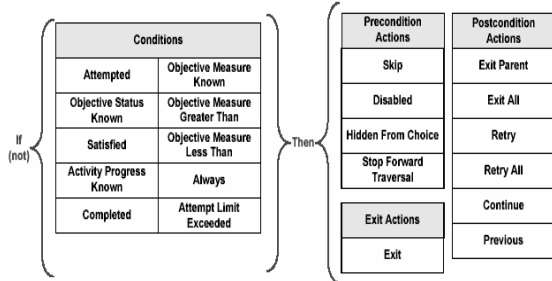 If
(not)
Conditions
Attempted
Objective Measure
Known
Objective Status
Known
Objective Measure
Greater Than
Satisfied
Objective Measure
Less Than
Activity Progress
Known
Always
Completed
Attempt Limit
Exceeded
Then
Precondition
Actions
Skip
Disabled
Hidden From Choice
Stop Forward
Traversal
Exit Actions
Exit
Postcondition
Actions
Exit Parent
Exit All
Retry
Retry All
Continue
Previous